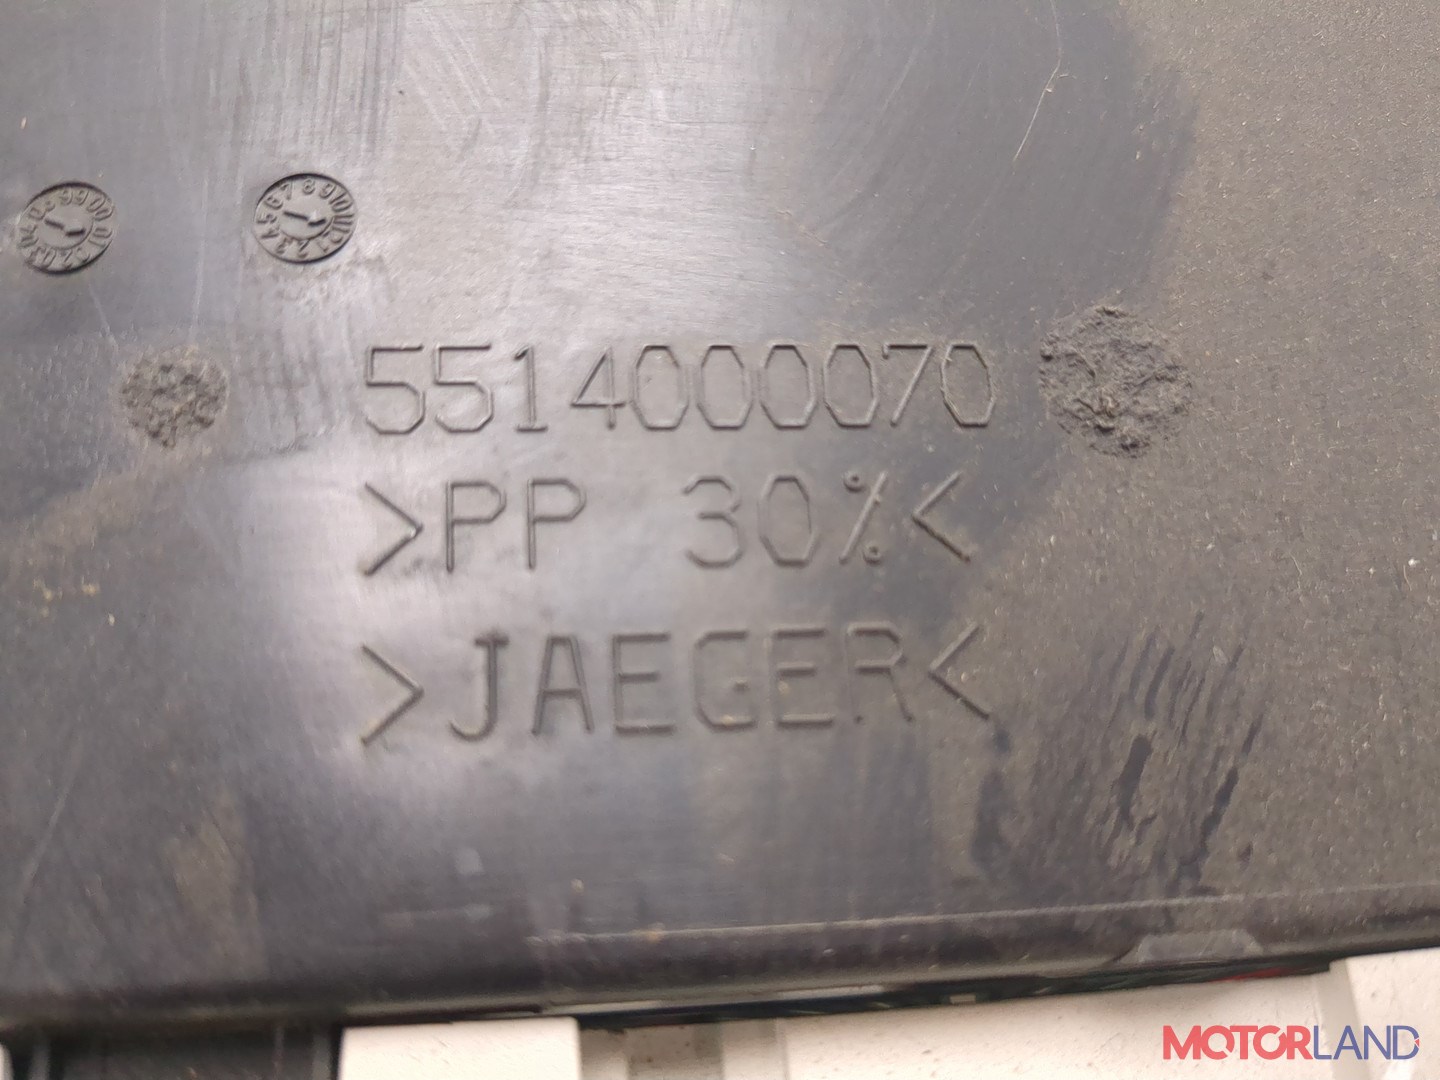 5514000070
>PP 30%<
>JAEGER<
MOTORLAND